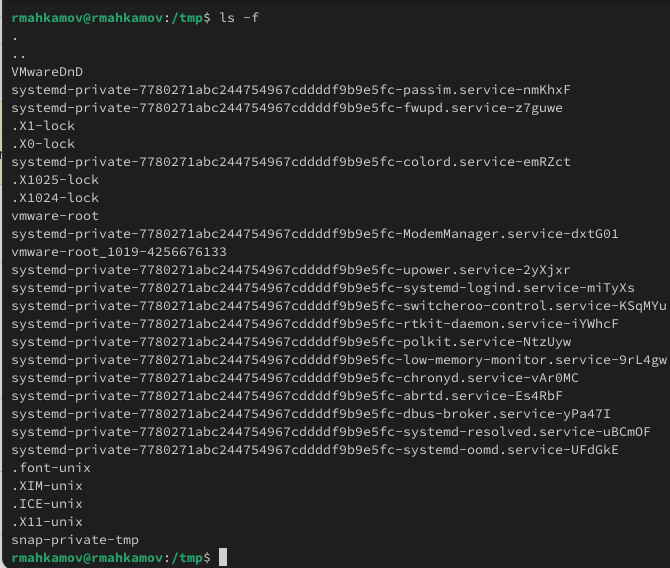 rmahkamov@rmahkamov:/tmp$ ls -f
.
..
VMwareDnD
systemd-private-7780271abc244754967cddddf9b9e5fc-passim.service-nmKhxF
systemd-private-7780271abc244754967cddddf9b9e5fc-fwupd.service-z7guwe
.X1-lock
.X0-lock
systemd-private-7780271abc244754967cddddf9b9e5fc-colord.service-emRZct
.X1025-lock
.X1024-lock
vmware-root
systemd-private-7780271abc244754967cddddf9b9e5fc-ModemManager.service-dxtG01
vmware-root_1019-4256676133
systemd-private-7780271abc244754967cddddf9b9e5fc-upower.service-2yXjxr
systemd-private-7780271abc244754967cddddf9b9e5fc-systemd-logind.service-miTyXs
systemd-private-7780271abc244754967cddddf9b9e5fc-switcheroo-control.service-KSqMYu
systemd-private-7780271abc244754967cddddf9b9e5fc-rtkit-daemon.service-iYWhcF
systemd-private-7780271abc244754967cddddf9b9e5fc-polkit.service-NtzUyw
systemd-private-7780271abc244754967cddddf9b9e5fc-low-memory-monitor.service-9rL4gw
systemd-private-7780271abc244754967cddddf9b9e5fc-chronyd.service-vAr0MC
systemd-private-7780271abc244754967cddddf9b9e5fc-abrtd.service-Es4RbF
systemd-private-7780271abc244754967cddddf9b9e5fc-dbus-broker.service-yPa47I
systemd-private-7780271abc244754967cddddf9b9e5fc-systemd-resolved.service-uBCmOF
systemd-private-7780271abc244754967cddddf9b9e5fc-systemd-oomd.service-UFdGkE
.font-unix
.XIM-unix
.ICE-unix
.X11-unix
snap-private-tmp
rmahkamov@rmahkamov:/tmp$